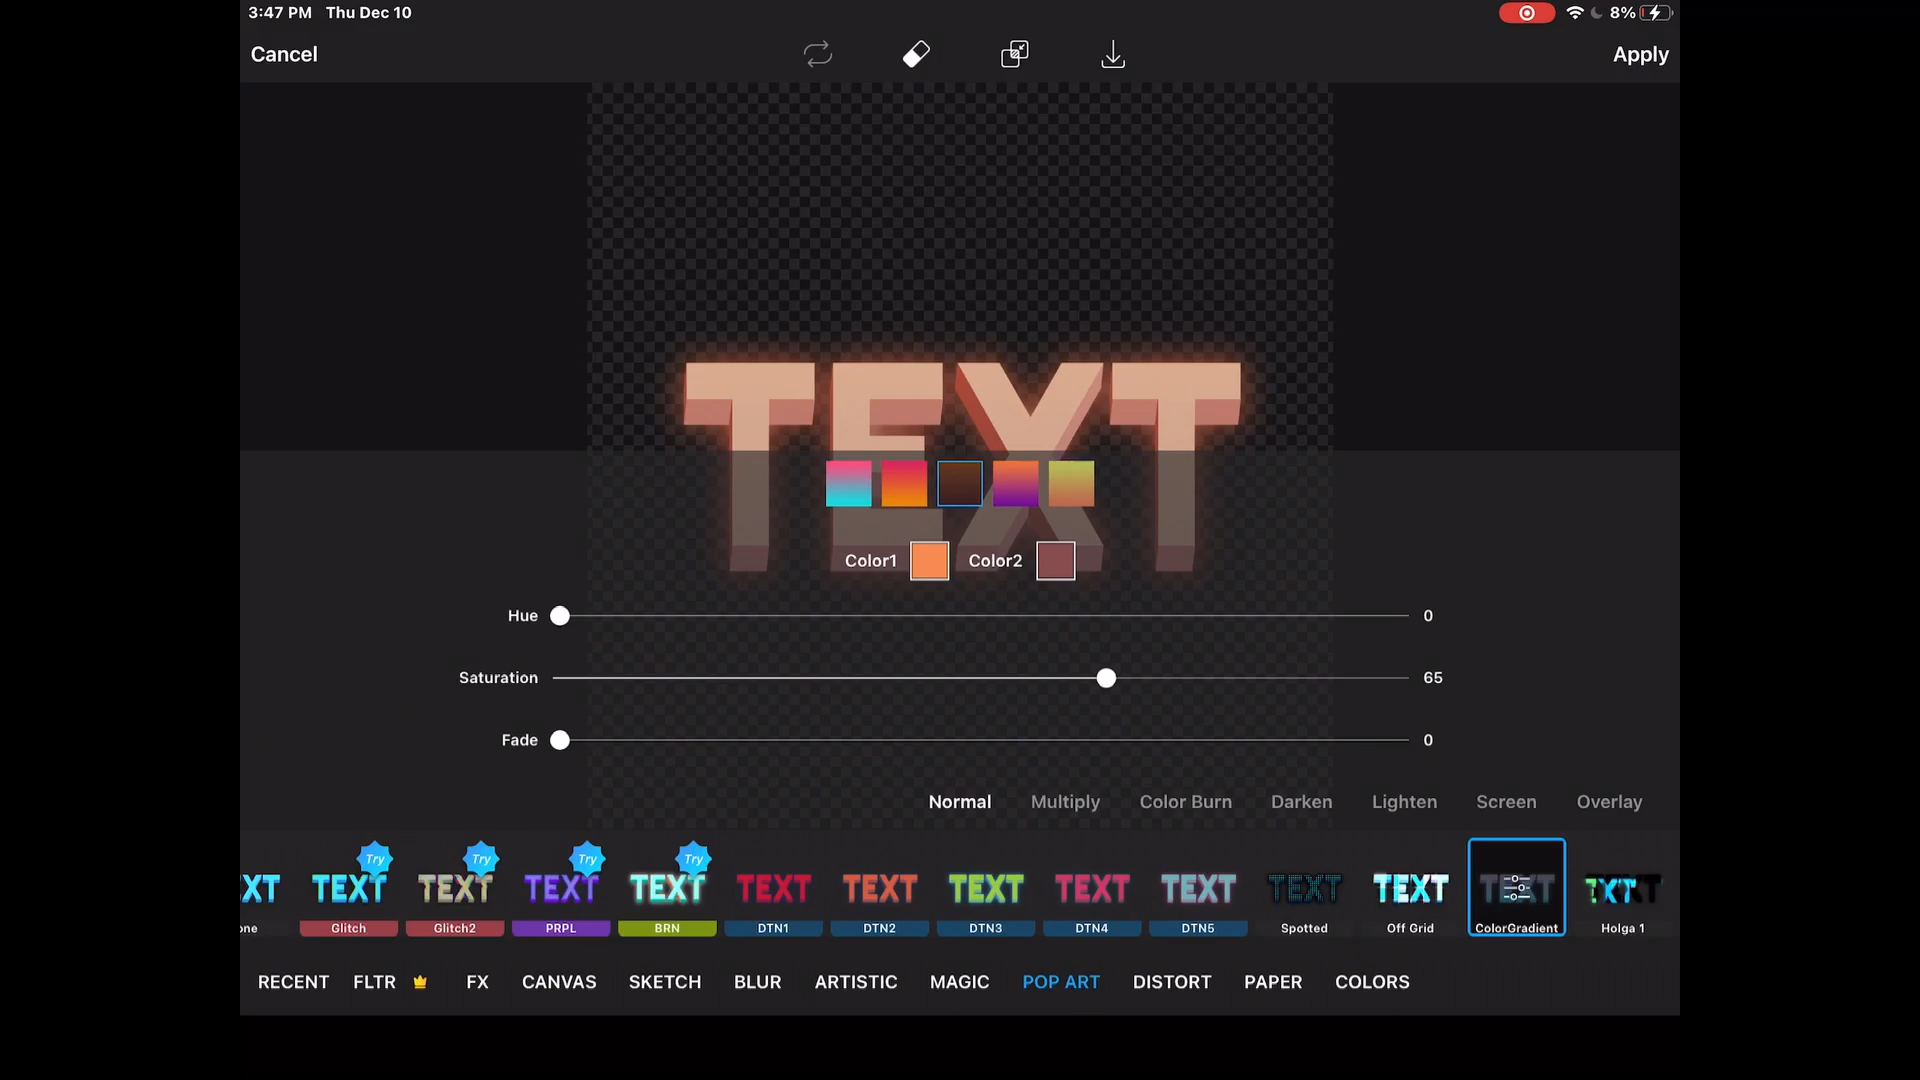 3:47 PM Thu Dec 10
8%
Cancel
Apply
TEXT
Color1 Color2
Hue 0
Saturation 65
Fade 0
Normal Multiply Color Burn Darken Lighten Screen Overlay
Try Try Try Try
XT TEXT TEXT TEXT TEXT TEXT TEXT TEXT TEXT TEXT TEXT TEXT TEXT TEXT
one Glitch Glitch2 PRPL BRN DTN1 DTN2 DTN3 DTN4 DTN5 Spotted Off Grid ColorGradient Holga 1
RECENT FLTR FX CANVAS SKETCH BLUR ARTISTIC MAGIC POP ART DISTORT PAPER COLORS